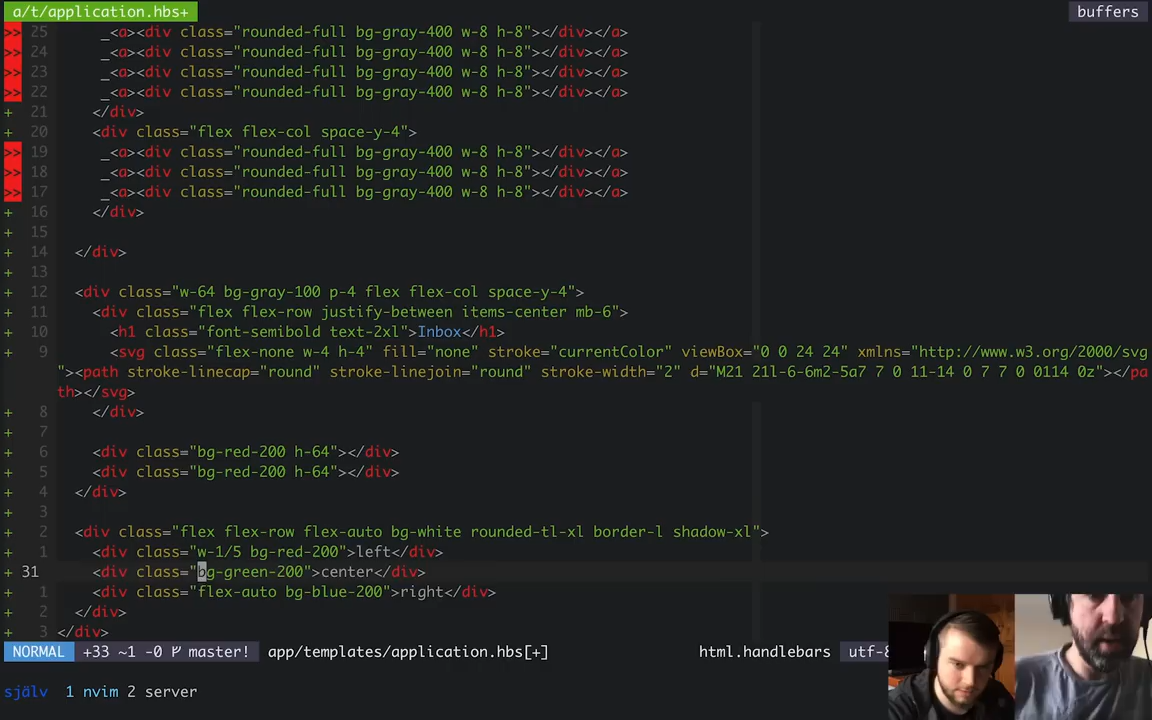 a/t/application.hbs+ buffers
>> 25 _<a><div class="rounded-full bg-gray-400 w-8 h-8"></div></a>
>> 24 _<a><div class="rounded-full bg-gray-400 w-8 h-8"></div></a>
>> 23 _<a><div class="rounded-full bg-gray-400 w-8 h-8"></div></a>
>> 22 _<a><div class="rounded-full bg-gray-400 w-8 h-8"></div></a>
+ 21 </div>
+ 20 <div class="flex flex-col space-y-4">
>> 19 _<a><div class="rounded-full bg-gray-400 w-8 h-8"></div></a>
>> 18 _<a><div class="rounded-full bg-gray-400 w-8 h-8"></div></a>
>> 17 _<a><div class="rounded-full bg-gray-400 w-8 h-8"></div></a>
+ 16 </div>
+ 15
+ 14 </div>
+ 13
+ 12 <div class="w-64 bg-gray-100 p-4 flex flex-col space-y-4">
+ 11 <div class="flex flex-row justify-between items-center mb-6">
+ 10 <h1 class="font-semibold text-2xl">Inbox</h1>
+ 9 <svg class="flex-none w-4 h-4" fill="none" stroke="currentColor" viewBox="0 0 24 24" xmlns="http://www.w3.org/2000/svg
"><path stroke-linecap="round" stroke-linejoin="round" stroke-width="2" d="M21 21l-6-6m2-5a7 7 0 11-14 0 7 7 0 0114 0z"></pa
th></svg>
+ 8 </div>
+ 7
+ 6 <div class="bg-red-200 h-64"></div>
+ 5 <div class="bg-red-200 h-64"></div>
+ 4 </div>
+ 3
+ 2 <div class="flex flex-row flex-auto bg-white rounded-tl-xl border-l shadow-xl">
+ 1 <div class="w-1/5 bg-red-200">left</div>
+ 31 <div class="bg-green-200">center</div>
+ 1 <div class="flex-auto bg-blue-200">right</div>
+ 2 </div>
+ 3 </div>
NORMAL +33 ~1 -0 master! app/templates/application.hbs[+] html.handlebars utf-8
själv 1 nvim 2 server